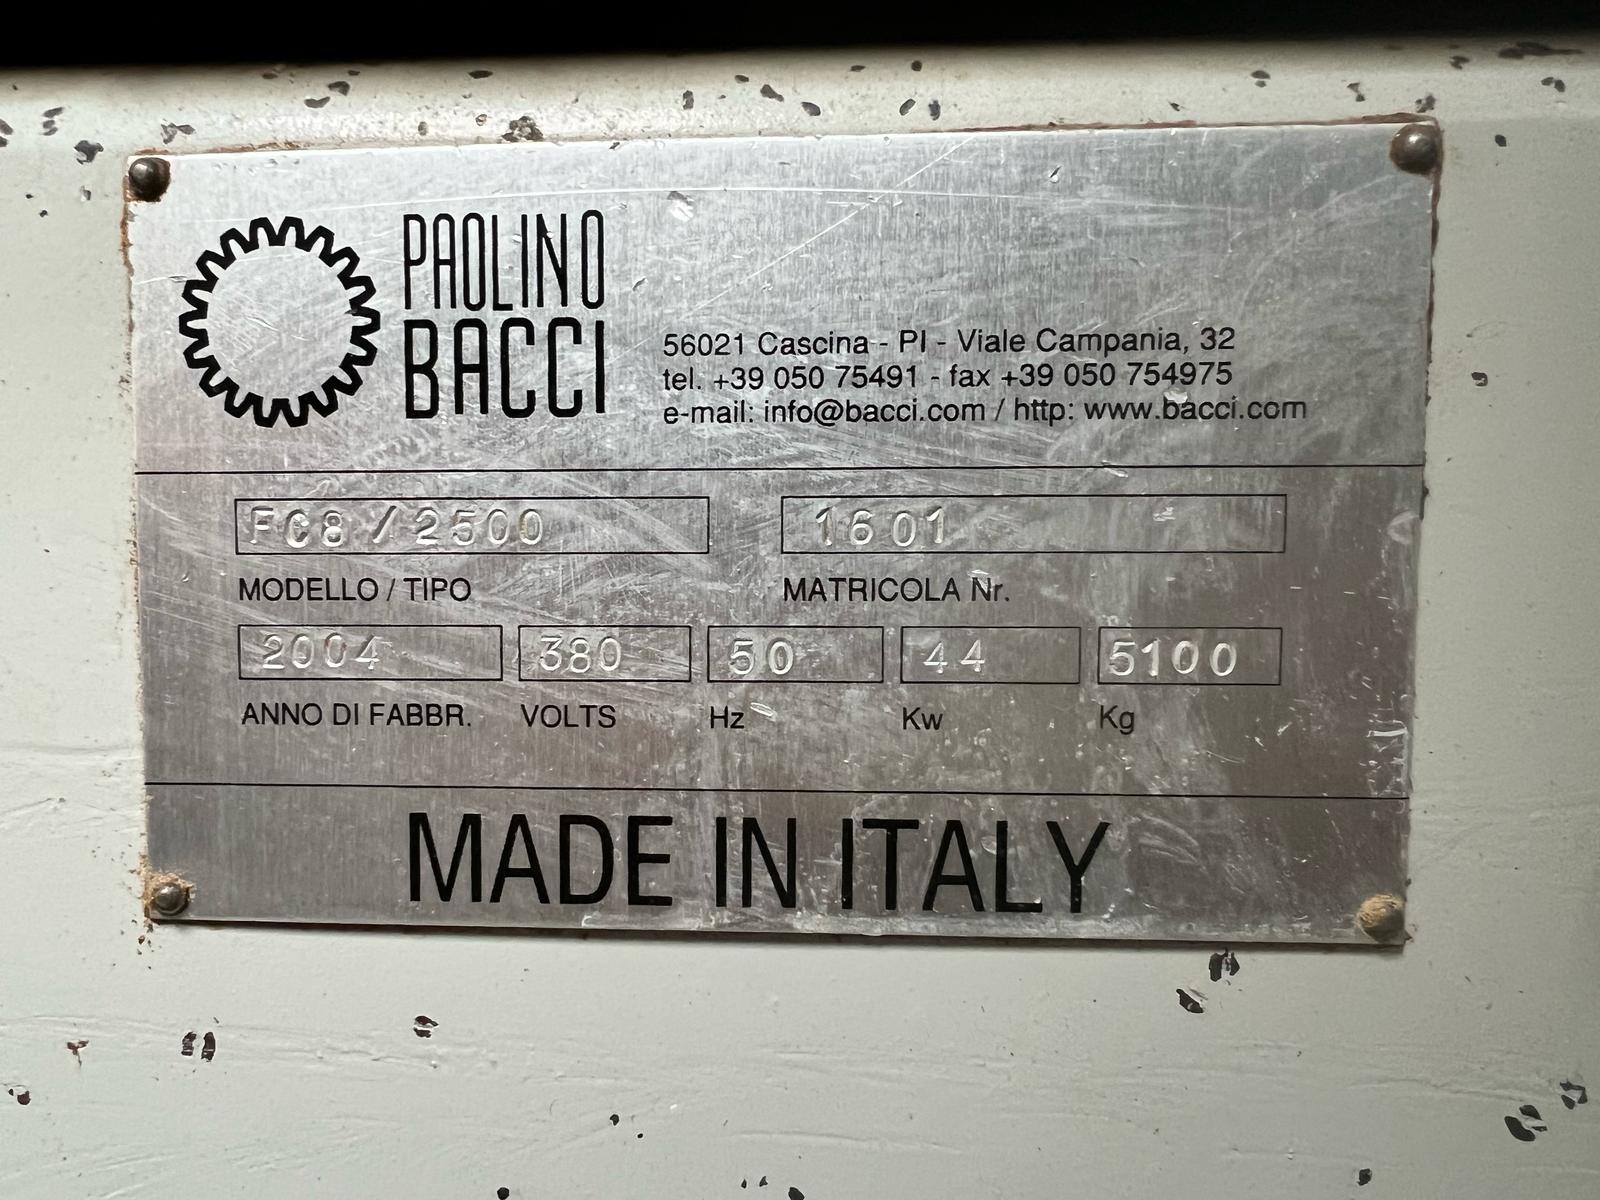 PAOLINO
BACCI
56021 Cascina - PI - Viale Campania, 32
tel. +39 050 75491 - fax +39 050 754975
e-mail: info@bacci.com / http: www.bacci.com
FC8/2500 1601
MODELLO / TIPO MATRICOLA Nr.
2004 380 50 44 5100
ANNO DI FABBR. VOLTS Hz Kw Kg
MADE IN ITALY